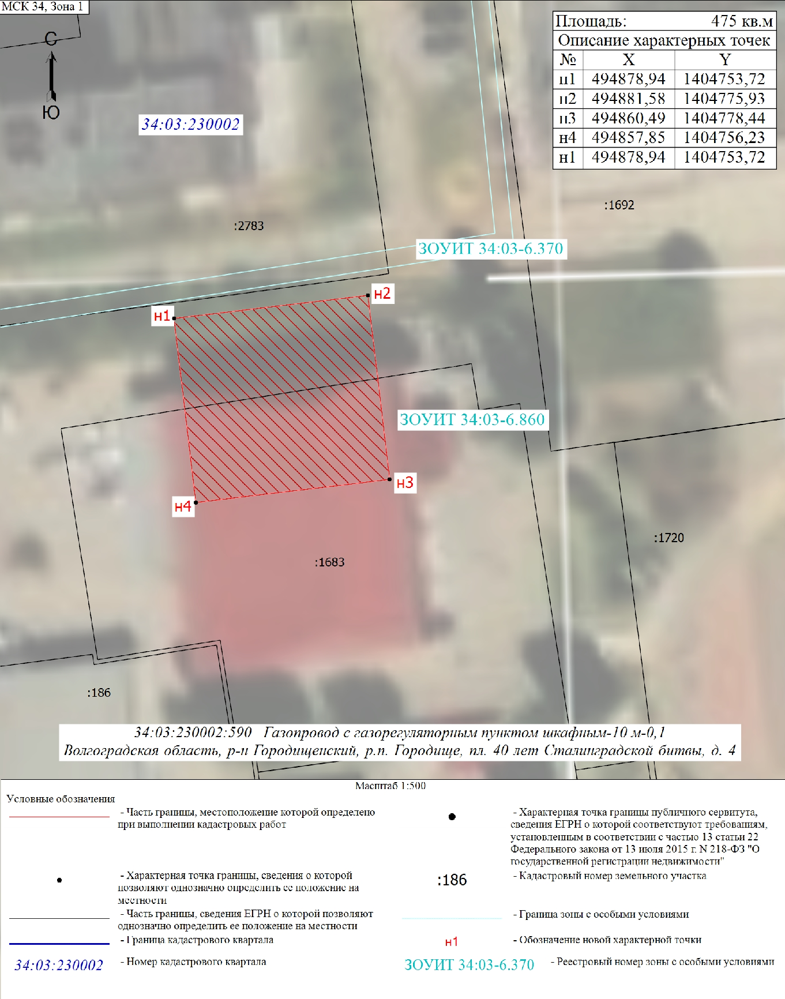 МСК 34, Зона 1
С
Ю
Площадь: 475 кв.м
Описание характерных точек
№ X Y
н1 494878,94 1404753,72
н2 494881,58 1404775,93
н3 494860,49 1404778,44
н4 494857,85 1404756,23
н1 494878,94 1404753,72
34:03:230002
:1692
:2783
ЗОУИТ 34:03-6.370
н2
н1
ЗОУИТ 34:03-6.860
н3
н4
:1720
:1683
:186
34:03:230002:590 Газопровод с газорегуляторным пунктом шкафным-10 м-0,1
Волгоградская область, р-н Городищенский, р.п. Городище, пл. 40 лет Сталинградской битвы, д. 4
Масштаб 1:500
Условные обозначения
- Часть границы, местоположение которой определено
при выполнении кадастровых работ
- Характерная точка границы публичного сервитута,
сведения ЕГРН о которой соответствуют требованиям,
установленным в соответствии с частью 13 статьи 22
Федерального закона от 13 июля 2015 г. N 218-ФЗ "О
государственной регистрации недвижимости"
- Характерная точка границы, сведения о которой
позволяют однозначно определить ее положение на
местности
:186 - Кадастровый номер земельного участка
- Часть границы, сведения ЕГРН о которой позволяют
однозначно определить ее положение на местности
- Граница зоны с особыми условиями
- Граница кадастрового квартала
н1 - Обозначение новой характерной точки
34:03:230002 - Номер кадастрового квартала
ЗОУИТ 34:03-6.370 - Реестровый номер зоны с особыми условиями